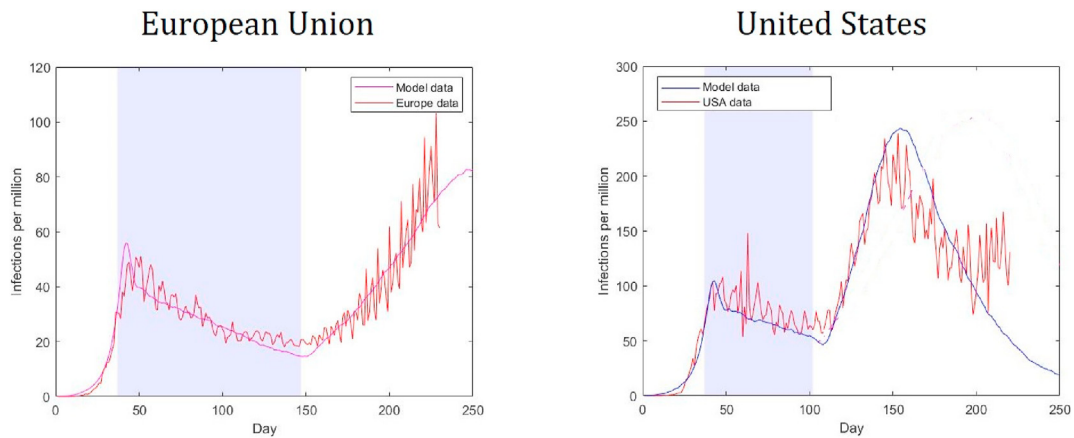 European Union
United States
120
100
80
60
40
20
0
Infections per million
Model data
Europe data
0 50 100 150 200 250
Day
300
250
200
150
100
50
0
Infections per million
Model data
USA data
0 50 100 150 200 250
Day